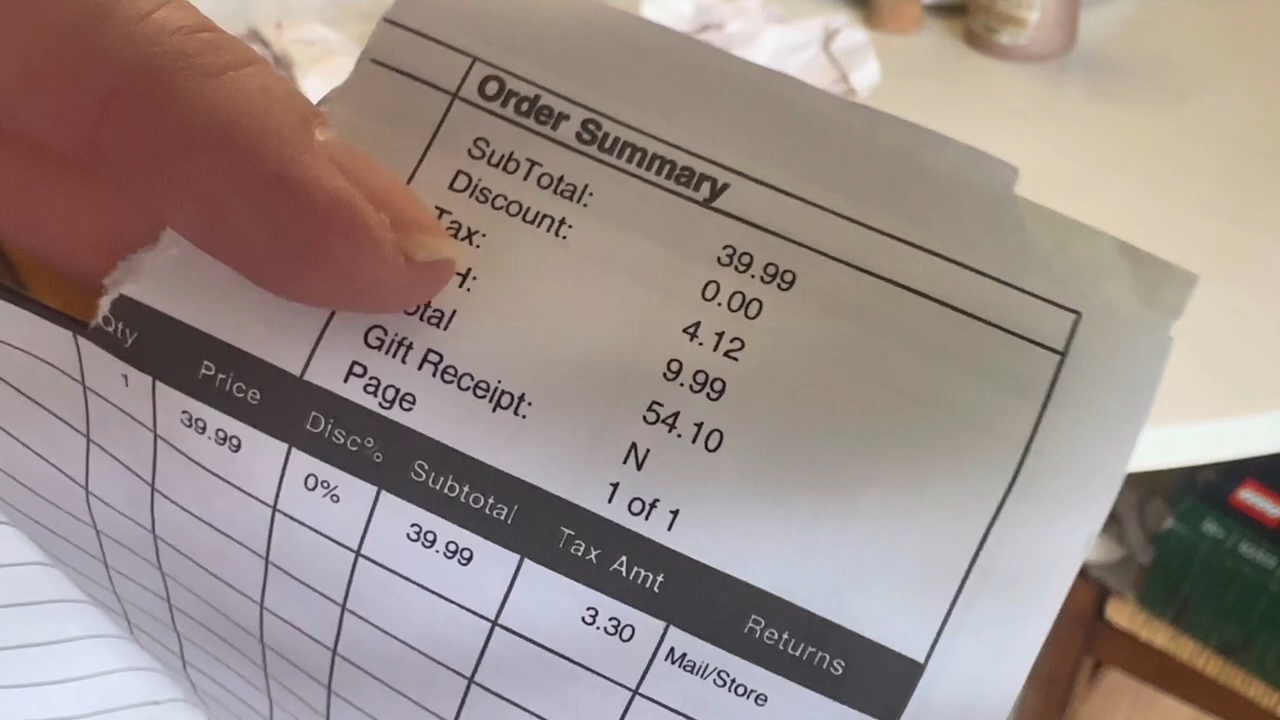 Order Summary
SubTotal: 39.99
Discount: 0.00
Tax: 4.12
H: 9.99
otal 54.10
Gift Receipt: N
Page 1 of 1
Qty Price Disc% Subtotal Tax Amt Returns
1 39.99 0% 39.99 3.30 Mail/Store